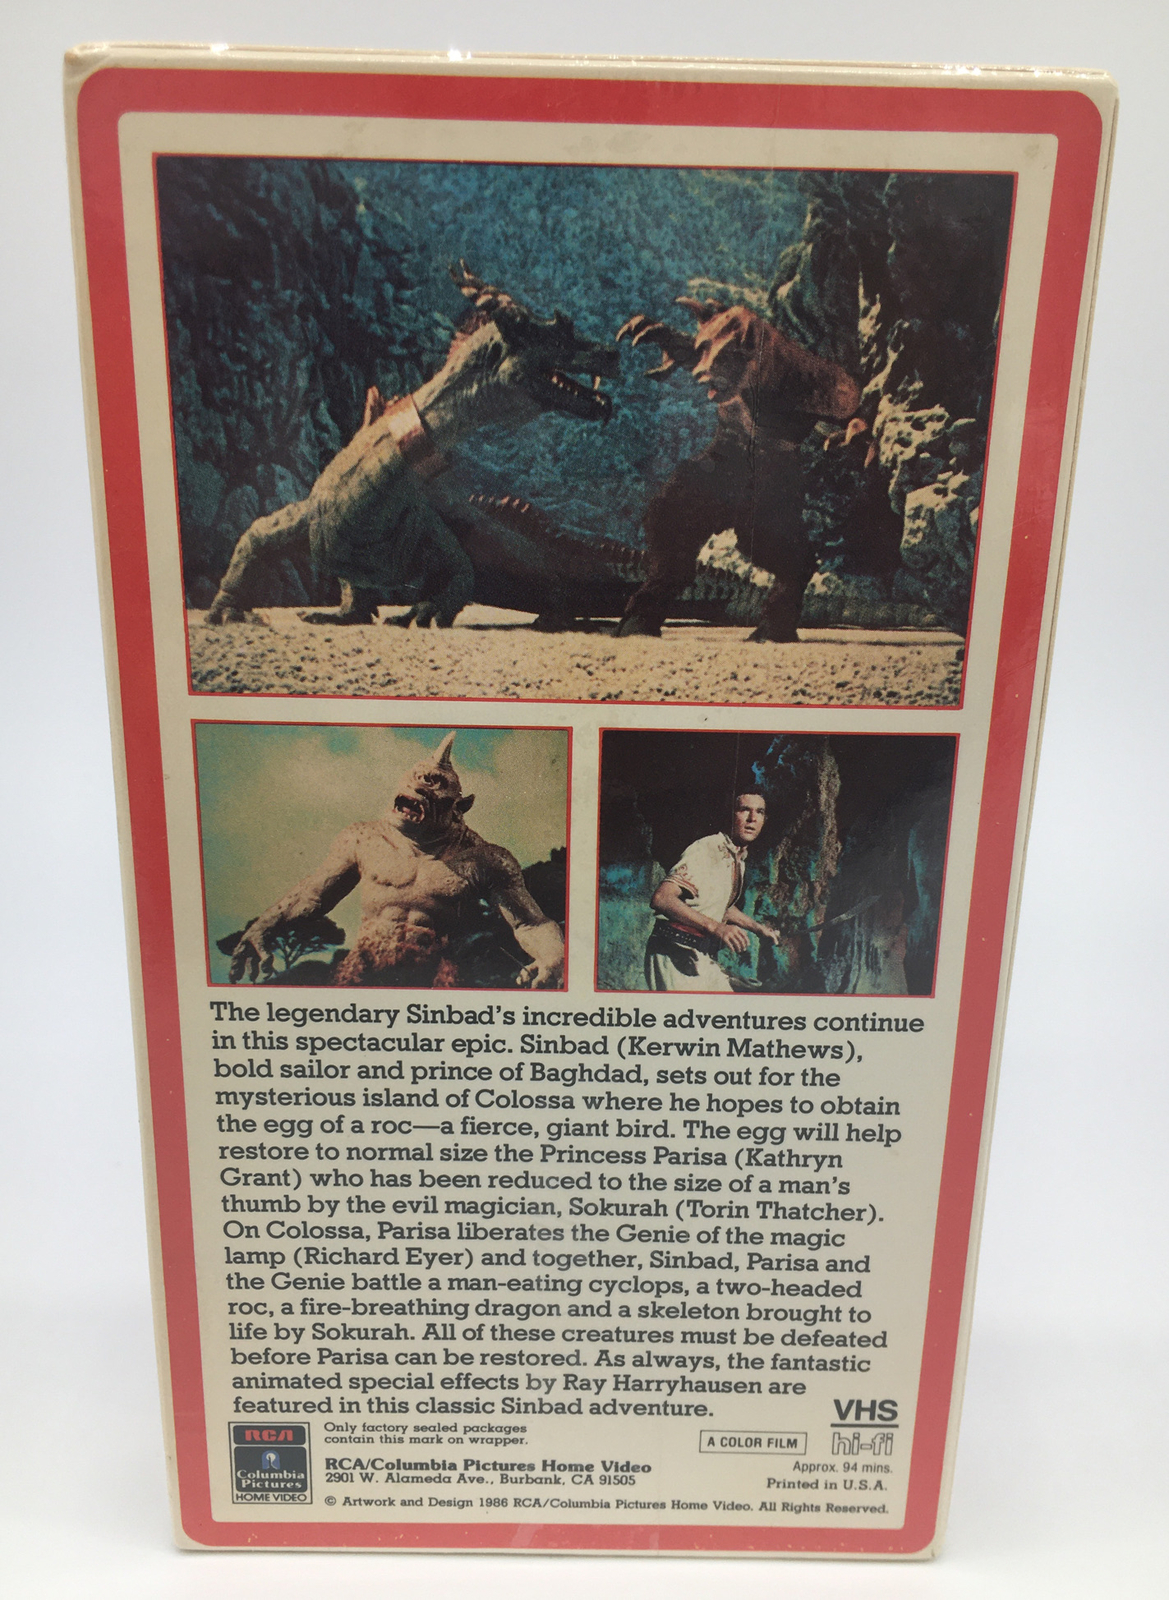 The legendary Sinbad's incredible adventures continue
in this spectacular epic. Sinbad (Kerwin Mathews),
bold sailor and prince of Baghdad, sets out for the
mysterious island of Colossa where he hopes to obtain
the egg of a roc—a fierce, giant bird. The egg will help
restore to normal size the Princess Parisa (Kathryn
Grant) who has been reduced to the size of a man's
thumb by the evil magician, Sokurah (Torin Thatcher).
On Colossa, Parisa liberates the Genie of the magic
lamp (Richard Eyer) and together, Sinbad, Parisa and
the Genie battle a man-eating cyclops, a two-headed
roc, a fire-breathing dragon and a skeleton brought to
life by Sokurah. All of these creatures must be defeated
before Parisa can be restored. As always, the fantastic
animated special effects by Ray Harryhausen are
featured in this classic Sinbad adventure.
RCA
Columbia
Pictures
HOME VIDEO
Only factory sealed packages
contain this mark on wrapper.
RCA/Columbia Pictures Home Video
2901 W. Alameda Ave., Burbank, CA 91505
© Artwork and Design 1986 RCA/Columbia Pictures Home Video. All Rights Reserved.
A COLOR FILM
VHS
hi-fi
Approx. 94 mins.
Printed in U.S.A.